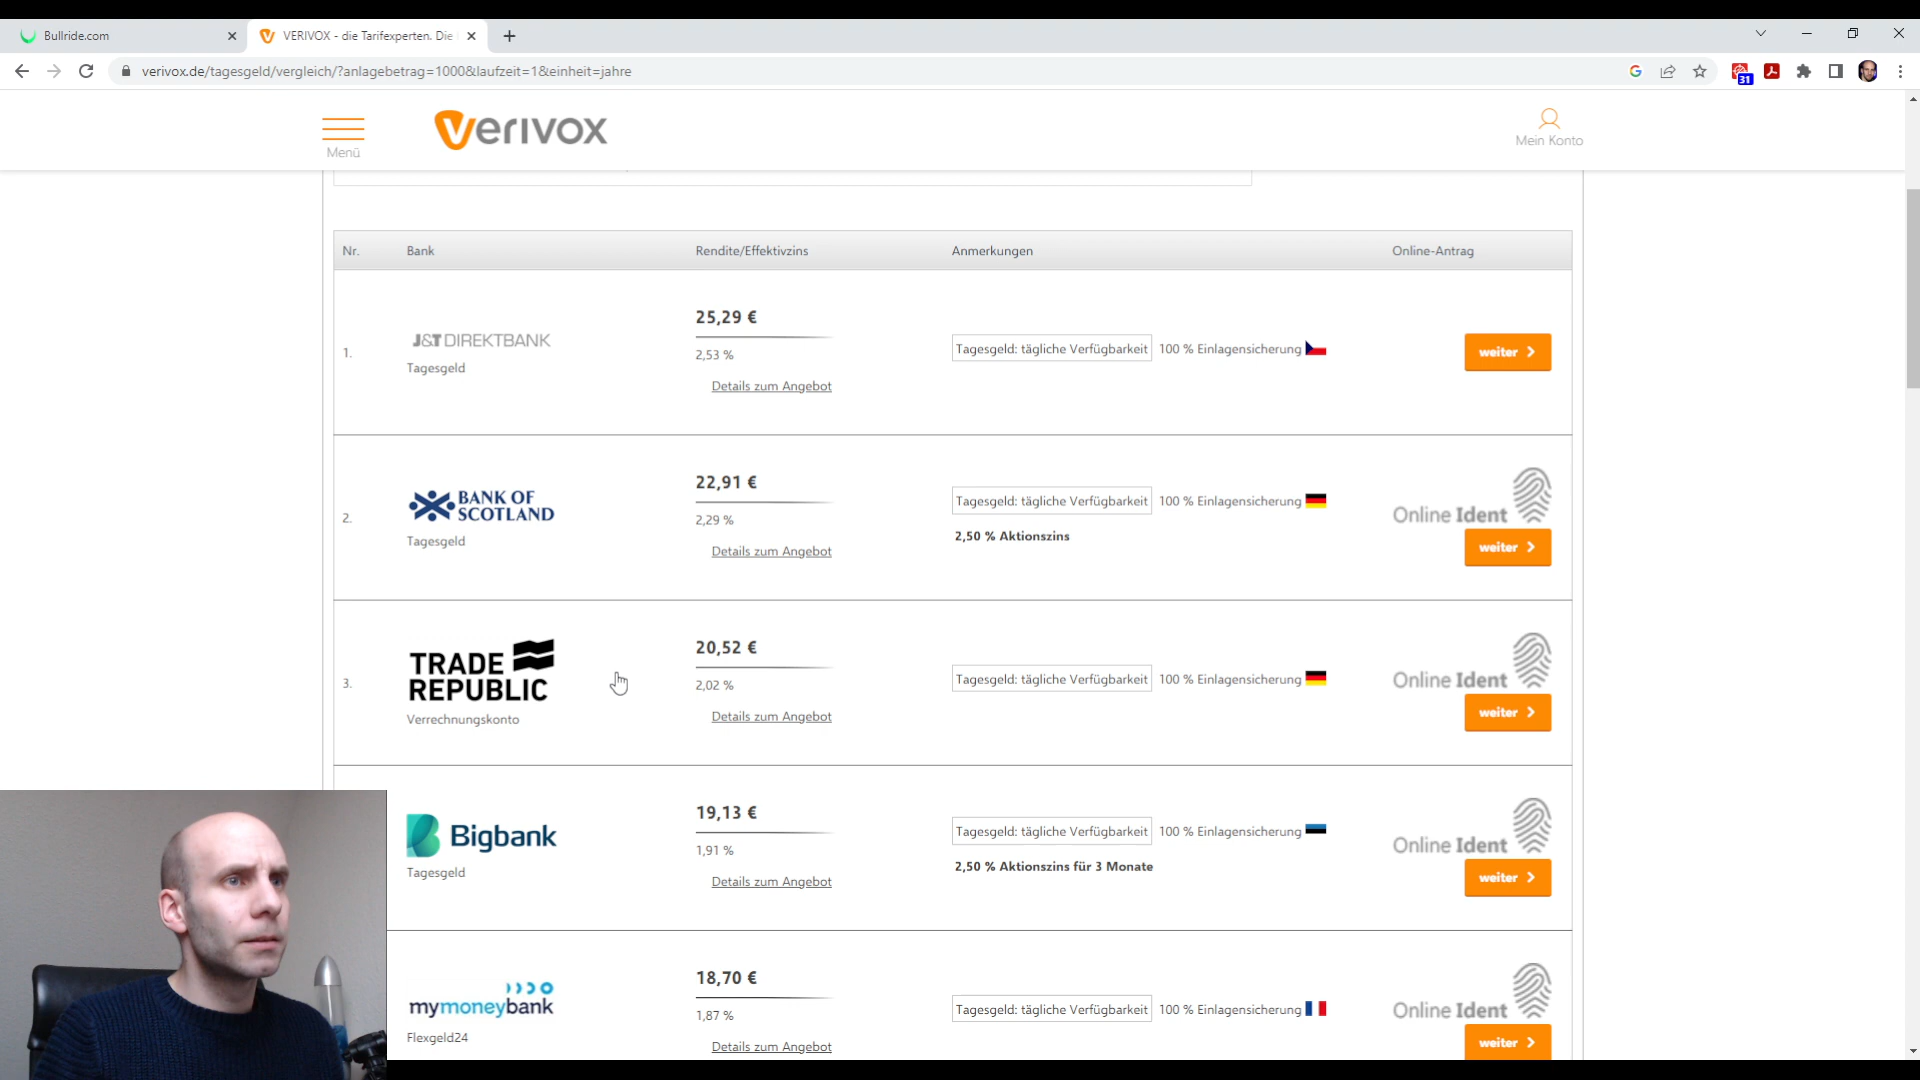 Bullride.com
VERIVOX - die Tarifexperten. Die
verivox.de/tagesgeld/vergleich/?anlagebetrag=1000&laufzeit=1&einheit=jahre
31
Menü
Verivox
Mein Konto
Nr. Bank Rendite/Effektivzins Anmerkungen Online-Antrag
1.
J&T DIREKTBANK
Tagesgeld
25,29 €
2,53 %
Details zum Angebot
Tagesgeld: tägliche Verfügbarkeit 100 % Einlagensicherung
weiter
2.
BANK OF
SCOTLAND
Tagesgeld
22,91 €
2,29 %
Details zum Angebot
Tagesgeld: tägliche Verfügbarkeit 100 % Einlagensicherung
2,50 % Aktionszins
Online Ident
weiter
3.
TRADE
REPUBLIC
Verrechnungskonto
20,52 €
2,02 %
Details zum Angebot
Tagesgeld: tägliche Verfügbarkeit 100 % Einlagensicherung
Online Ident
weiter
Bigbank
Tagesgeld
19,13 €
1,91 %
Details zum Angebot
Tagesgeld: tägliche Verfügbarkeit 100 % Einlagensicherung
2,50 % Aktionszins für 3 Monate
Online Ident
weiter
mymoneybank
Flexgeld24
18,70 €
1,87 %
Details zum Angebot
Tagesgeld: tägliche Verfügbarkeit 100 % Einlagensicherung
Online Ident
weiter